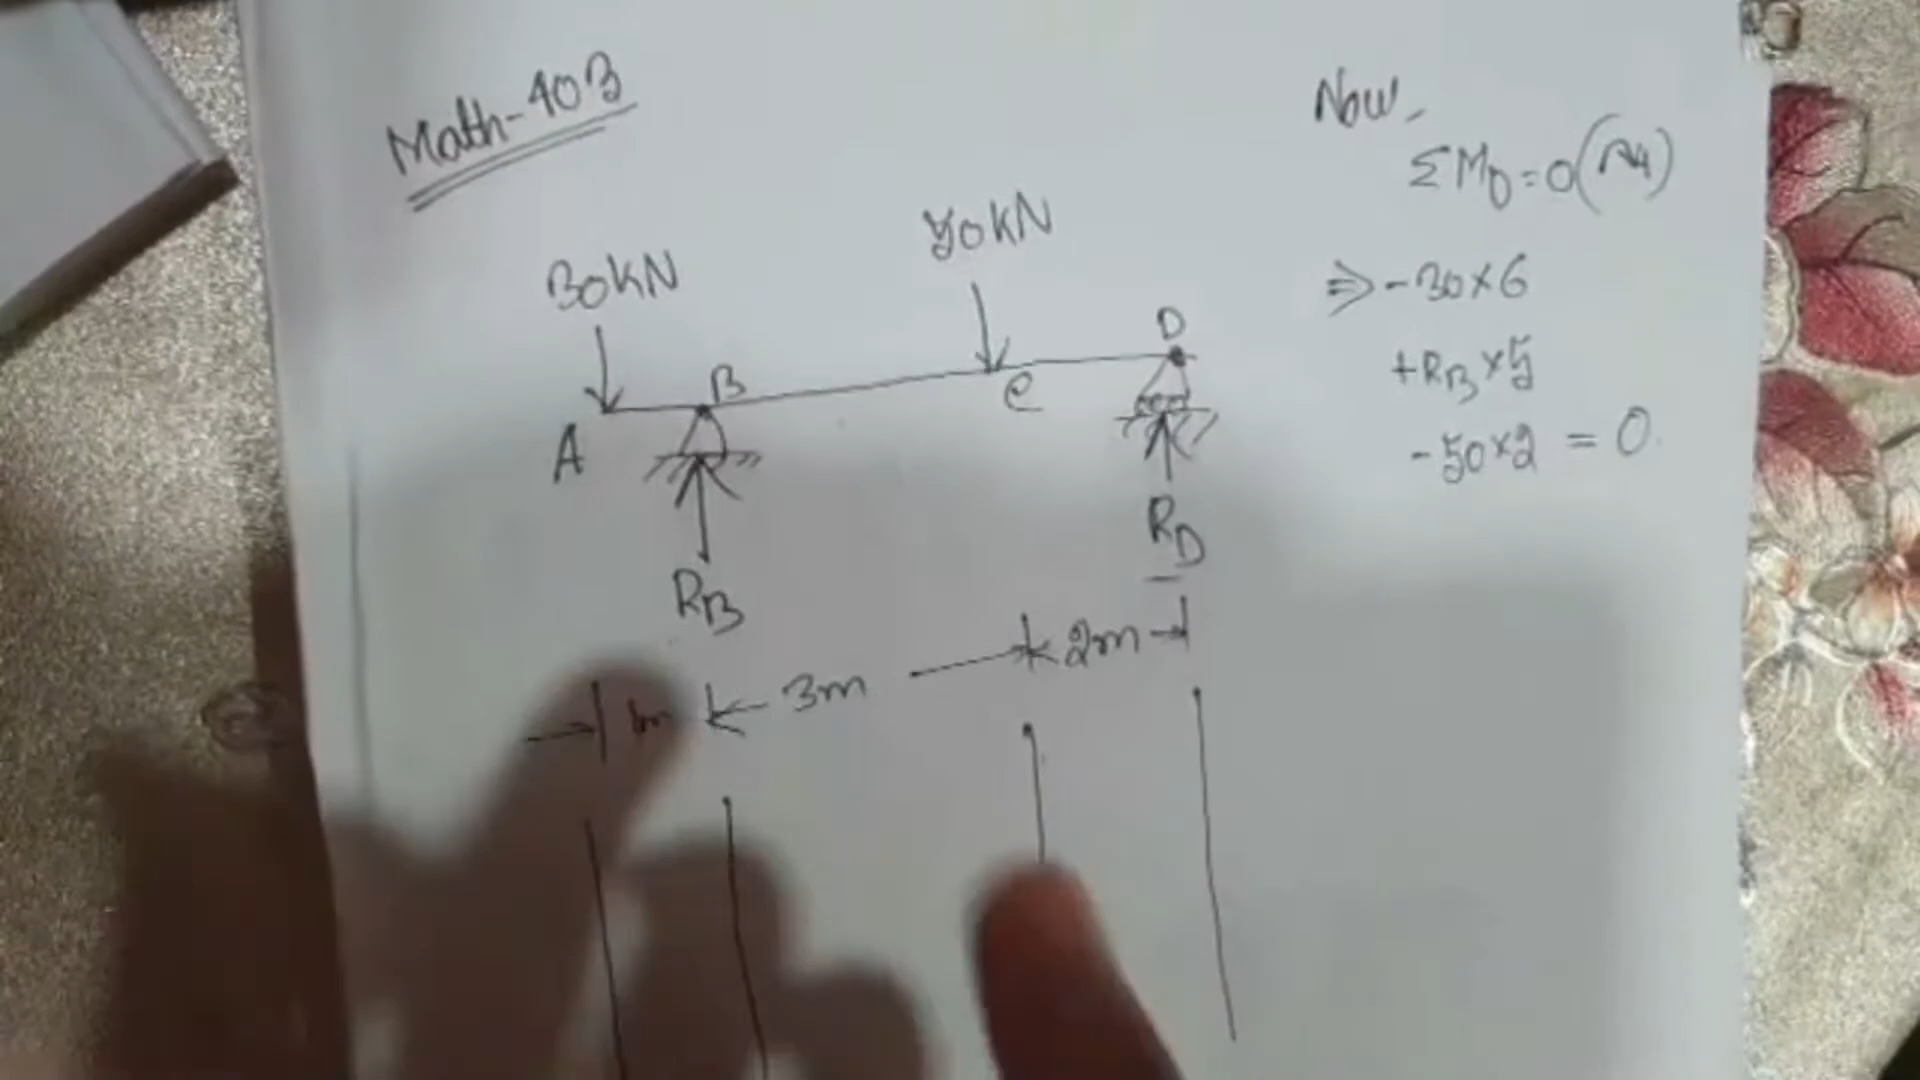 Math-403
30kN
50kN
A
B
C
D
R_B
R_D
1m
3m
2m
Now,
ΣM_D = 0 (
⇒ -30×6
+R_B×5
-50×2 = 0